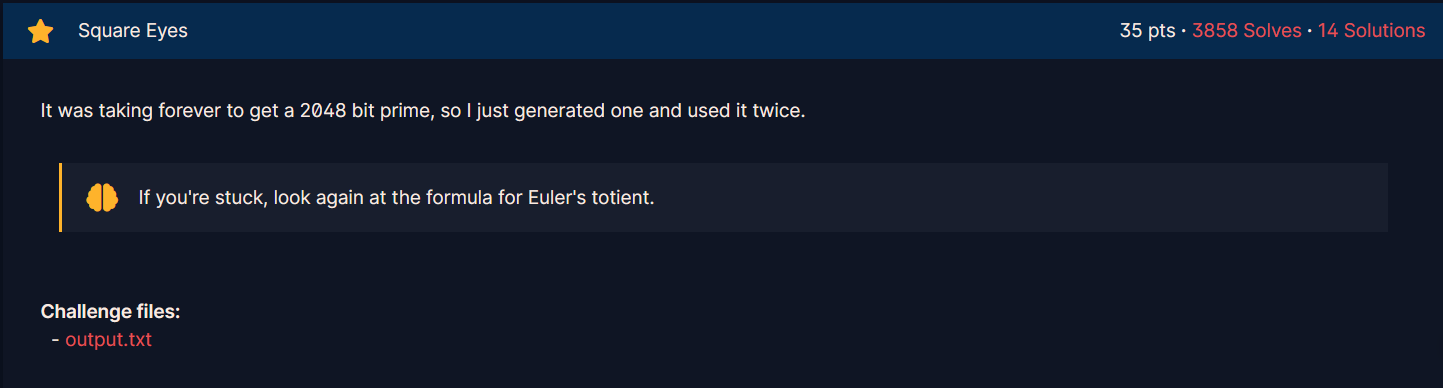 Square Eyes
35 pts · 3858 Solves · 14 Solutions
It was taking forever to get a 2048 bit prime, so I just generated one and used it twice.
If you're stuck, look again at the formula for Euler's totient.
Challenge files:
- output.txt